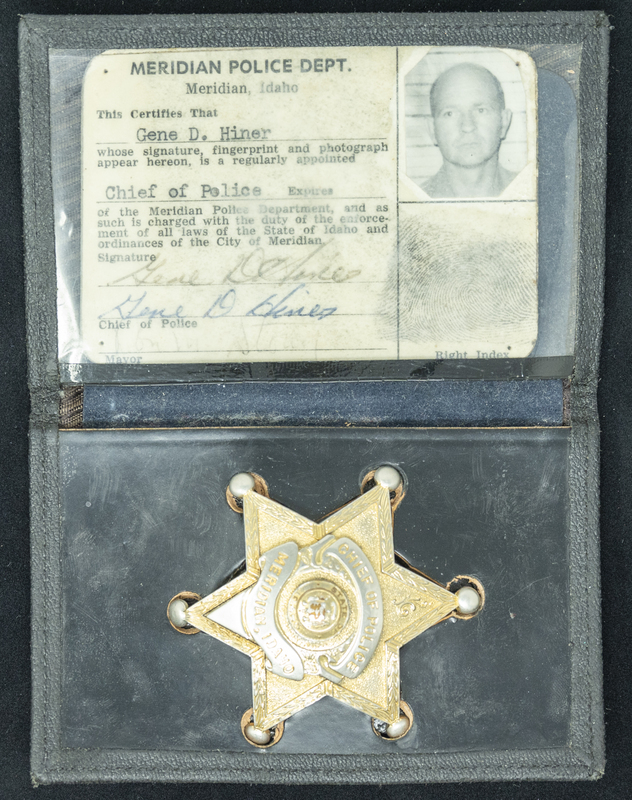 MERIDIAN POLICE DEPT.
Meridian, Idaho
This Certifies That
Gene D. Hiner
whose signature, fingerprint and photograph
appear hereon, is a regularly appointed
Chief of Police Expires
of the Meridian Police Department, and as
such is charged with the duty of the enforce-
ment of all laws of the State of Idaho and
ordinances of the City of Meridian
Signature
Gene D Hiner
Gene D Hiner
Chief of Police
Mayor
Right Index
CHIEF OF POLICE
MERIDIAN, IDAHO